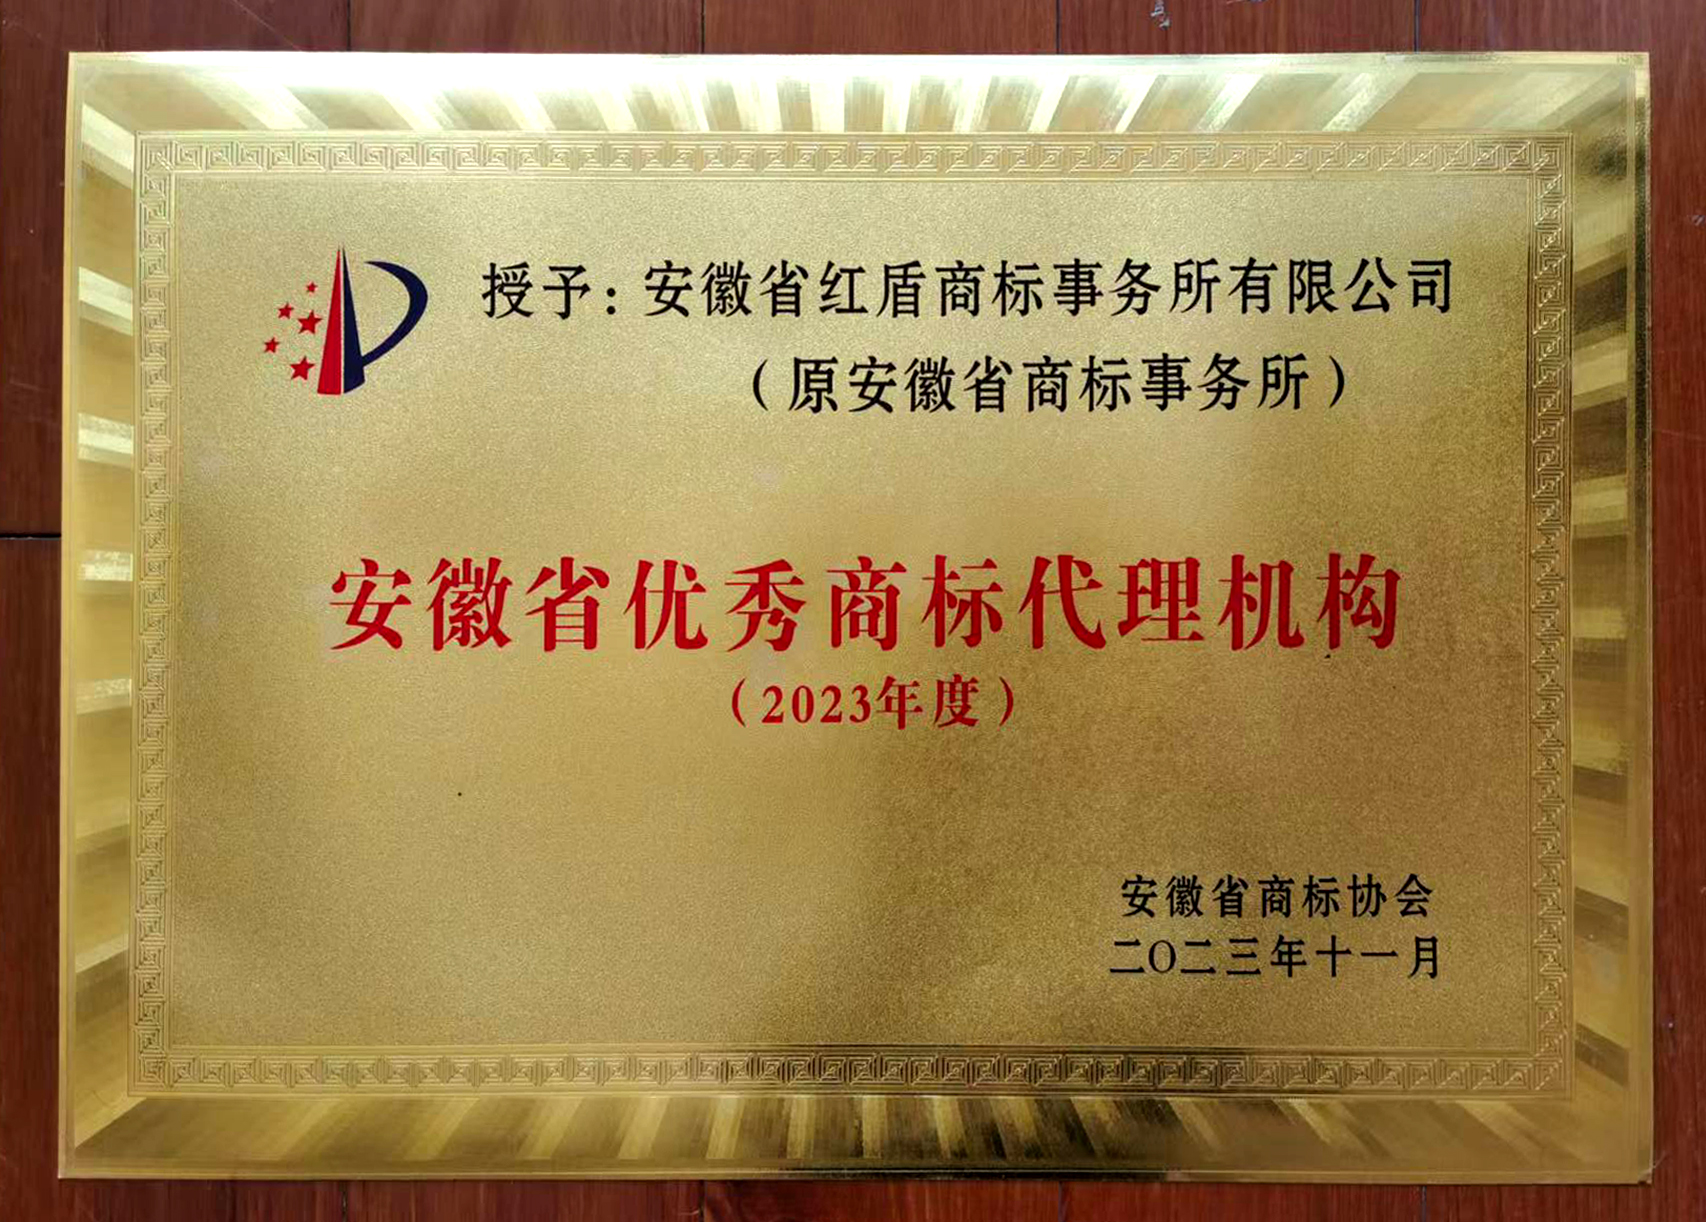 授予：安徽省红盾商标事务所有限公司
（原安徽省商标事务所）
安徽省优秀商标代理机构
（2023年度）
安徽省商标协会
二〇二三年十一月